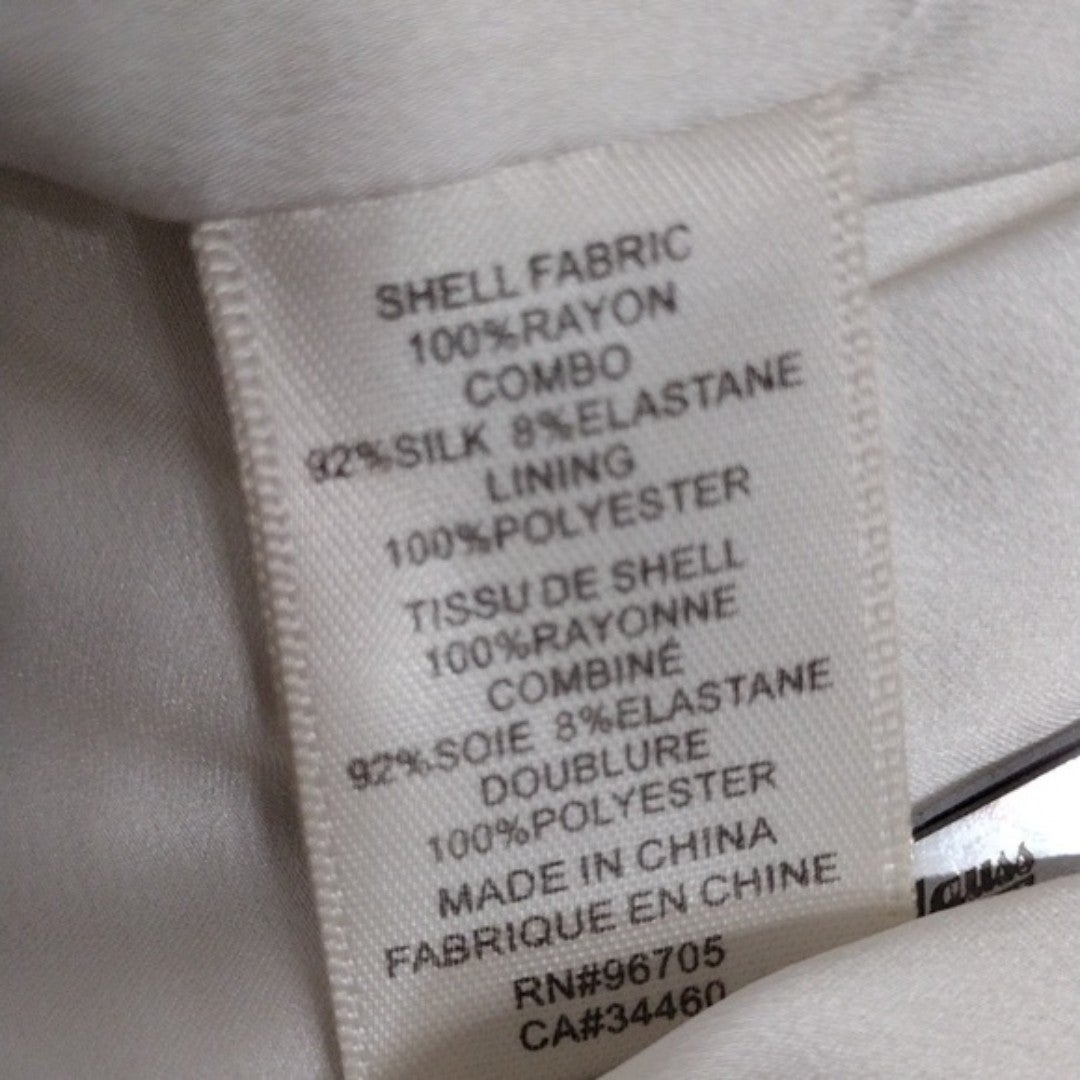 SHELL FABRIC
100%RAYON
COMBO
92%SILK 8%ELASTANE
LINING
100%POLYESTER
TISSU DE SHELL
100%RAYONNE
COMBINÉ
92%SOIE 8%ELASTANE
DOUBLURE
100%POLYESTER
MADE IN CHINA
FABRIQUE EN CHINE
RN#96705
CA#34460